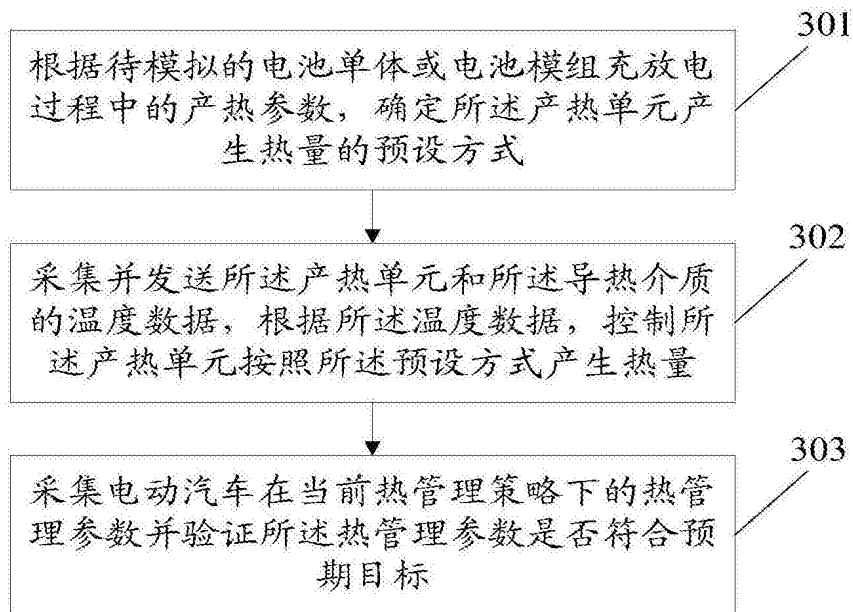 301
根据待模拟的电池单体或电池模组充放电
过程中的产热参数，确定所述产热单元产
生热量的预设方式
302
采集并发送所述产热单元和所述导热介质
的温度数据，根据所述温度数据，控制所
述产热单元按照所述预设方式产生热量
303
采集电动汽车在当前热管理策略下的热管
理参数并验证所述热管理参数是否符合预
期目标